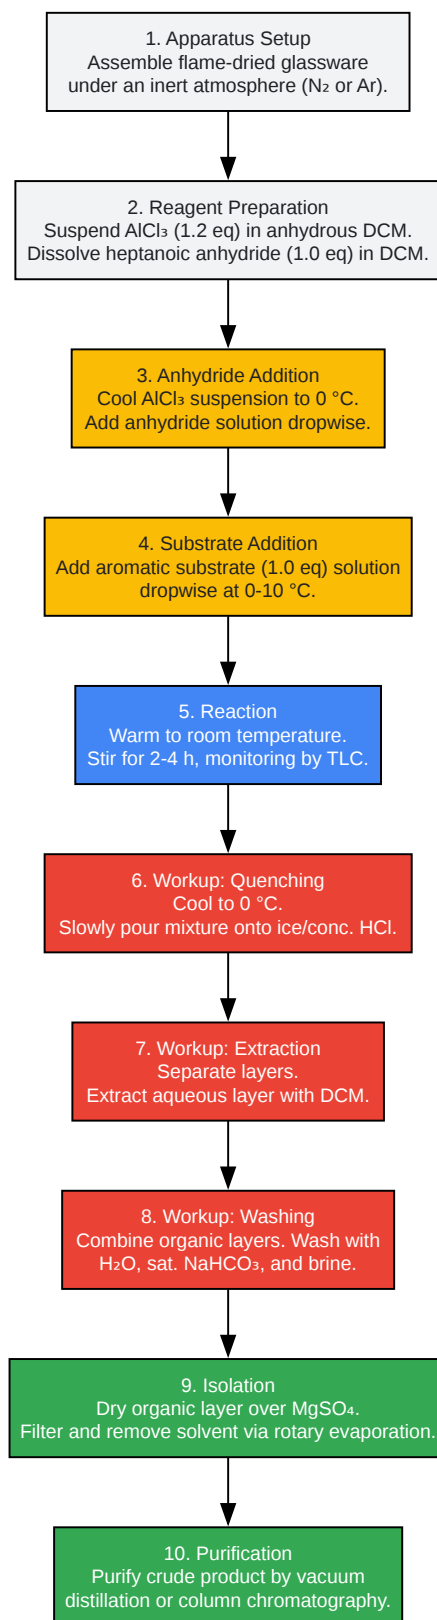 1. Apparatus Setup
Assemble flame-dried glassware
under an inert atmosphere (N₂ or Ar).
2. Reagent Preparation
Suspend AlCl₃ (1.2 eq) in anhydrous DCM.
Dissolve heptanoic anhydride (1.0 eq) in DCM.
3. Anhydride Addition
Cool AlCl₃ suspension to 0 °C.
Add anhydride solution dropwise.
4. Substrate Addition
Add aromatic substrate (1.0 eq) solution
dropwise at 0-10 °C.
5. Reaction
Warm to room temperature.
Stir for 2-4 h, monitoring by TLC.
6. Workup: Quenching
Cool to 0 °C.
Slowly pour mixture onto ice/conc. HCl.
7. Workup: Extraction
Separate layers.
Extract aqueous layer with DCM.
8. Workup: Washing
Combine organic layers. Wash with
H₂O, sat. NaHCO₃, and brine.
9. Isolation
Dry organic layer over MgSO₄.
Filter and remove solvent via rotary evaporation.
10. Purification
Purify crude product by vacuum
distillation or column chromatography.